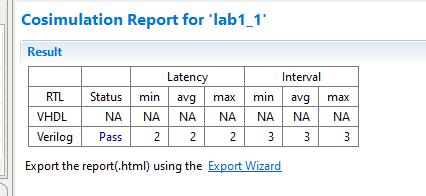 Cosimulation Report for 'lab1_1'
Result
Latency Interval
RTL Status min avg max min avg max
VHDL NA NA NA NA NA NA NA
Verilog Pass 2 2 2 3 3 3
Export the report(.html) using the Export Wizard